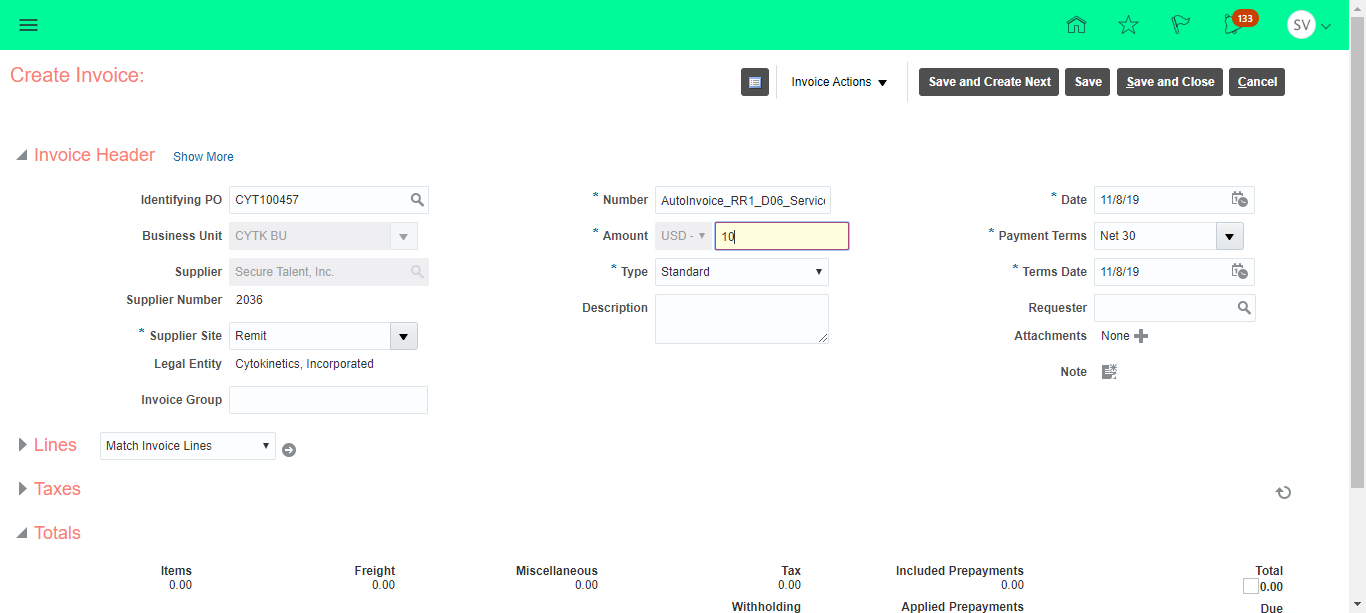 133
SV
Create Invoice:
Invoice Actions
Save and Create Next
Save
Save and Close
Cancel
Invoice Header
Show More
Identifying PO
CYT100457
Business Unit
CYTK BU
Supplier
Secure Talent, Inc.
Supplier Number
2036
* Supplier Site
Remit
Legal Entity
Cytokinetics, Incorporated
Invoice Group
* Number
AutoInvoice_RR1_D06_Servic
* Amount
USD -
10
* Type
Standard
Description
* Date
11/8/19
* Payment Terms
Net 30
* Terms Date
11/8/19
Requester
Attachments
None
Note
Lines
Match Invoice Lines
Taxes
Totals
Items
0.00
Freight
0.00
Miscellaneous
0.00
Tax
0.00
Withholding
Included Prepayments
0.00
Applied Prepayments
Total
0.00
Due